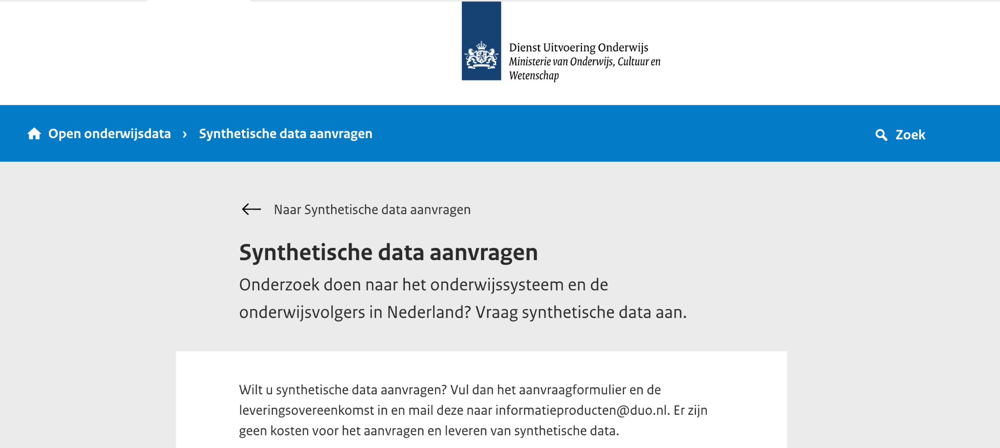 Dienst Uitvoering Onderwijs
Ministerie van Onderwijs, Cultuur en
Wetenschap
Open onderwijsdata › Synthetische data aanvragen
Zoek
Naar Synthetische data aanvragen
Synthetische data aanvragen
Onderzoek doen naar het onderwijssysteem en de
onderwijsvolgers in Nederland? Vraag synthetische data aan.
Wilt u synthetische data aanvragen? Vul dan het aanvraagformulier en de
leveringsovereenkomst in en mail deze naar informatieproducten@duo.nl. Er zijn
geen kosten voor het aanvragen en leveren van synthetische data.